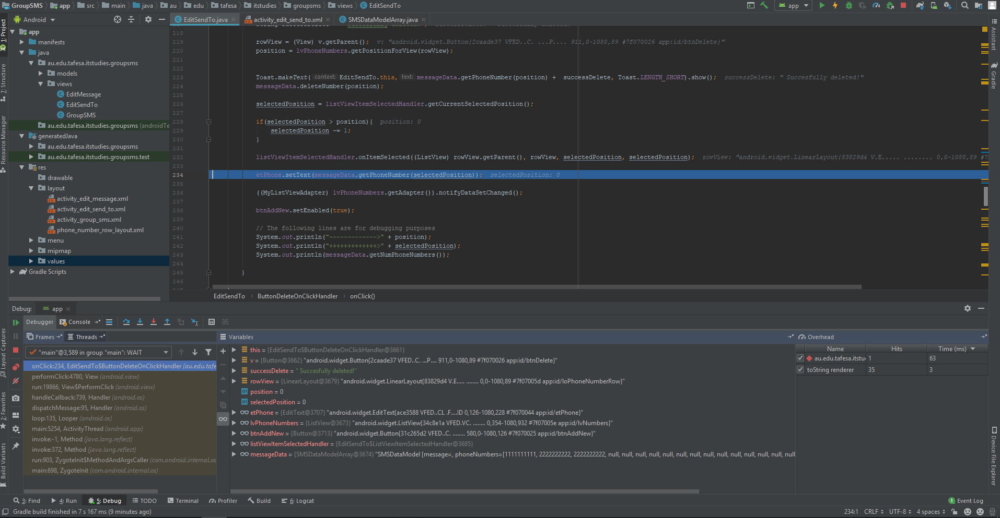 GroupSMS app src main java au edu tafesa itstudies groupsms views EditSendTo app
Android EditSendTo.java activity_edit_send_to.xml SMSDataModelArray.java
1: Project
7: Structure
Resource Manager
Layout Captures
2: Favorites
Build Variants
app
manifests
java
au.edu.tafesa.itstudies.groupsms
models
views
EditMessage
EditSendTo
GroupSMS
au.edu.tafesa.itstudies.groupsms (androidTe
generatedJava
au.edu.tafesa.itstudies.groupsms
au.edu.tafesa.itstudies.groupsms.test
res
drawable
layout
activity_edit_message.xml
activity_edit_send_to.xml
activity_group_sms.xml
phone_number_row_layout.xml
menu
mipmap
values
Gradle Scripts
218
219 rowView = (View) v.getParent(); v: "android.widget.Button{2caade37 VFED..C. ...P.... 911,0-1080,89 #7f070026 app:id/btnDelete}"
220 position = lvPhoneNumbers.getPositionForView(rowView);
221
222
223 Toast.makeText( context: EditSendTo.this, text: messageData.getPhoneNumber(position) + successDelete, Toast.LENGTH_SHORT).show(); successDelete: " Succesfully deleted!"
224 messageData.deleteNumber(position);
225
226 selectedPosition = listViewItemSelectedHandler.getCurrentSelectedPosition();
227
228 if(selectedPosition > position){ position: 0
229 selectedPosition -= 1;
230 }
231
232 listViewItemSelectedHandler.onItemSelected((ListView) rowView.getParent(), rowView, selectedPosition, selectedPosition); rowView: "android.widget.LinearLayout{83829d4 V.E..... ........ 0,0-1080,89 #7
233
234 etPhone.setText(messageData.getPhoneNumber(selectedPosition)); selectedPosition: 0
235
236 ((MyListViewAdapter) lvPhoneNumbers.getAdapter()).notifyDataSetChanged();
237
238 btnAddNew.setEnabled(true);
239
240 // The following lines are for debugging purposes
241 System.out.println("------------->" + position);
242 System.out.println("+++++++++++++>" + selectedPosition);
243 System.out.println(messageData.getNumPhoneNumbers());
244
245 }
246
EditSendTo ButtonDeleteOnClickHandler onClick()
Assistant
Gradle
Device File Explorer
Debug: app
Debugger Console
Frames Threads
"main"@3,589 in group "main": WAIT
onClick:234, EditSendTo$ButtonDeleteOnClickHandler (au.edu.tafe
performClick:4780, View (android.view)
run:19866, View$PerformClick (android.view)
handleCallback:739, Handler (android.os)
dispatchMessage:95, Handler (android.os)
loop:135, Looper (android.os)
main:5254, ActivityThread (android.app)
invoke:-1, Method (java.lang.reflect)
invoke:372, Method (java.lang.reflect)
run:903, ZygoteInit$MethodAndArgsCaller (com.android.internal.os
main:698, ZygoteInit (com.android.internal.os)
Variables
this = {EditSendTo$ButtonDeleteOnClickHandler@3661}
v = {Button@3662} "android.widget.Button{2caade37 VFED..C. ...P.... 911,0-1080,89 #7f070026 app:id/btnDelete}"
successDelete = " Succesfully deleted!"
rowView = {LinearLayout@3679} "android.widget.LinearLayout{83829d4 V.E..... ........ 0,0-1080,89 #7f07005d app:id/loPhoneNumberRow}"
position = 0
selectedPosition = 0
etPhone = {EditText@3707} "android.widget.EditText{ace3588 VFED..CL .F....ID 0,126-1080,228 #7f070044 app:id/etPhone}"
lvPhoneNumbers = {ListView@3673} "android.widget.ListView{34c8e1a VFED.VC. ........ 0,354-1080,932 #7f07005e app:id/lvNumbers}"
btnAddNew = {Button@3713} "android.widget.Button{31c265d2 VFED..C. ........ 580,0-1080,126 #7f070025 app:id/btnAddNew}"
listViewItemSelectedHandler = {EditSendTo$ListViewItemSelectedHandler@3685}
messageData = {SMSDataModelArray@3674} "SMSDataModel [message=, phoneNumbers=[1111111111, 2222222222, 2222222222, null, null, null, null, null, null, null, null, null, null, null, null, null, null
Overhead
Name Hits Time (ms)
au.edu.tafesa.itstu 1 63
toString renderer 35 3
3: Find 4: Run 5: Debug TODO Terminal Profiler Build 6: Logcat 1 Event Log
Gradle build finished in 7 s 167 ms (9 minutes ago) 234:1 CRLF UTF-8 4 spaces